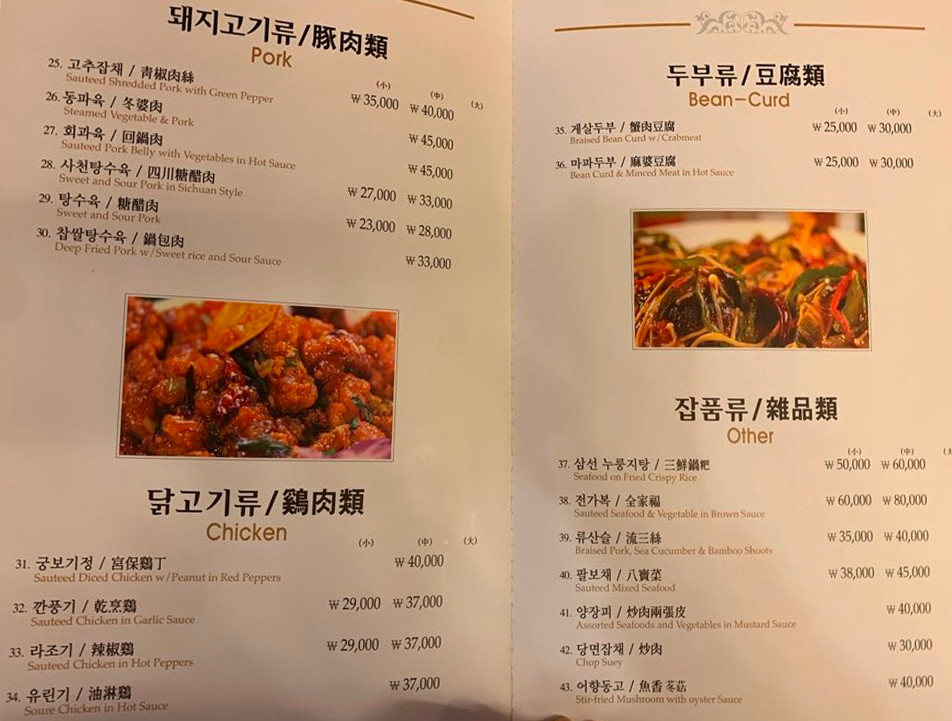 돼지고기류/豚肉類
Pork
(小) (中) (大)
25. 고추잡채 / 靑椒肉絲 ₩ 35,000 ₩ 40,000
Sauteed Shredded Pork with Green Pepper
26. 동파육 / 冬婆肉 ₩ 45,000
Steamed Vegetable & Pork
27. 회과육 / 回鍋肉 ₩ 45,000
Sauteed Pork Belly with Vegetables in Hot Sauce
28. 사천탕수육 / 四川糖醋肉 ₩ 27,000 ₩ 33,000
Sweet and Sour Pork in Sichuan Style
29. 탕수육 / 糖醋肉 ₩ 23,000 ₩ 28,000
Sweet and Sour Pork
30. 찹쌀탕수육 / 鍋包肉 ₩ 33,000
Deep Fried Pork w/Sweet rice and Sour Sauce
닭고기류/鷄肉類
Chicken
(小) (中) (大)
31. 궁보기정 / 宮保鷄丁 ₩ 40,000
Sauteed Diced Chicken w/Peanut in Red Peppers
32. 깐풍기 / 乾烹鷄 ₩ 29,000 ₩ 37,000
Sauteed Chicken in Garlic Sauce
33. 라조기 / 辣椒鷄 ₩ 29,000 ₩ 37,000
Sauteed Chicken in Hot Peppers
34. 유린기 / 油淋鷄 ₩ 37,000
Soure Chicken in Hot Sauce
두부류/豆腐類
Bean-Curd
(小) (中) (大)
35. 게살두부 / 蟹肉豆腐 ₩ 25,000 ₩ 30,000
Braised Bean Curd w/Crabmeat
36. 마파두부 / 麻婆豆腐 ₩ 25,000 ₩ 30,000
Bean Curd & Minced Meat in Hot Sauce
잡품류/雜品類
Other
(小) (中)
37. 삼선 누룽지탕 / 三鮮鍋粑 ₩ 50,000 ₩ 60,000
Seafood on Fried Crispy Rice
38. 전가복 / 全家福 ₩ 60,000 ₩ 80,000
Sauteed Seafood & Vegetable in Brown Sauce
39. 류산슬 / 流三絲 ₩ 35,000 ₩ 40,000
Braised Pork, Sea Cucumber & Bamboo Shoots
40. 팔보채 / 八寶菜 ₩ 38,000 ₩ 45,000
Sauteed Mixed Seafood
41. 양장피 / 炒肉兩張皮 ₩ 40,000
Assorted Seafoods and Vegetables in Mustard Sauce
42. 당면잡채 / 炒肉 ₩ 30,000
Chop Suey
43. 어향동고 / 魚香 苳菇 ₩ 40,000
Stir-fried Mushroom with oyster Sauce